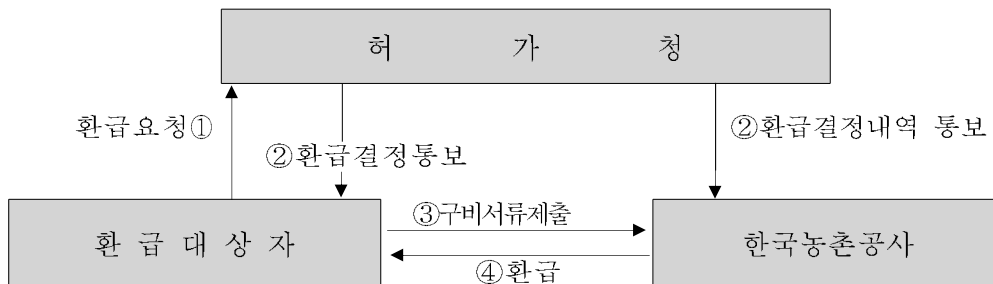 허 가 청
환급요청①
②환급결정통보
②환급결정내역 통보
환 급 대 상 자
③구비서류제출
④환급
한국농촌공사